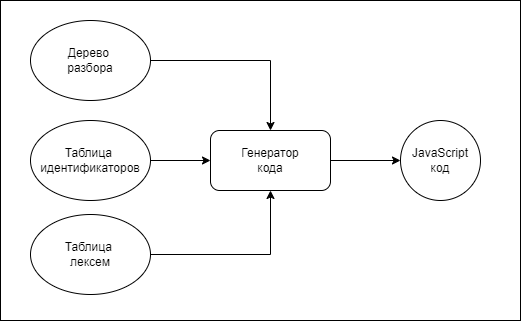 Дерево
разбора
Таблица
идентификаторов
Генератор
кода
JavaScript
код
Таблица
лексем